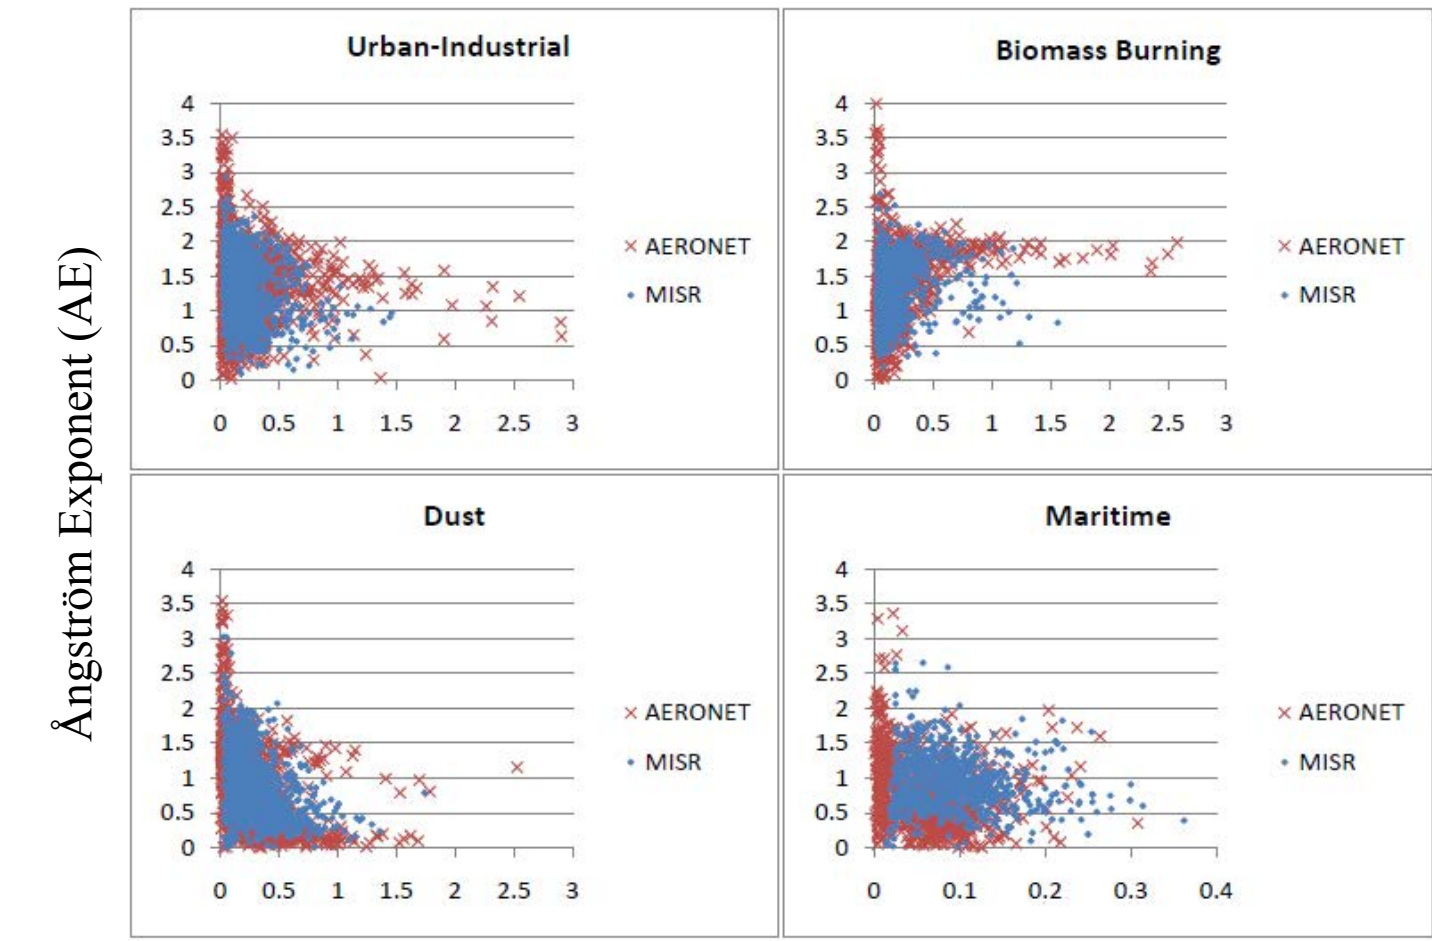 Ångström Exponent (AE)
Urban-Industrial
4
3.5
3
2.5
2
1.5
1
0.5
0
0 0.5 1 1.5 2 2.5 3
AERONET
MISR
Biomass Burning
4
3.5
3
2.5
2
1.5
1
0.5
0
0 0.5 1 1.5 2 2.5 3
AERONET
MISR
Dust
4
3.5
3
2.5
2
1.5
1
0.5
0
0 0.5 1 1.5 2 2.5 3
AERONET
MISR
Maritime
4
3.5
3
2.5
2
1.5
1
0.5
0
0 0.1 0.2 0.3 0.4
AERONET
MISR